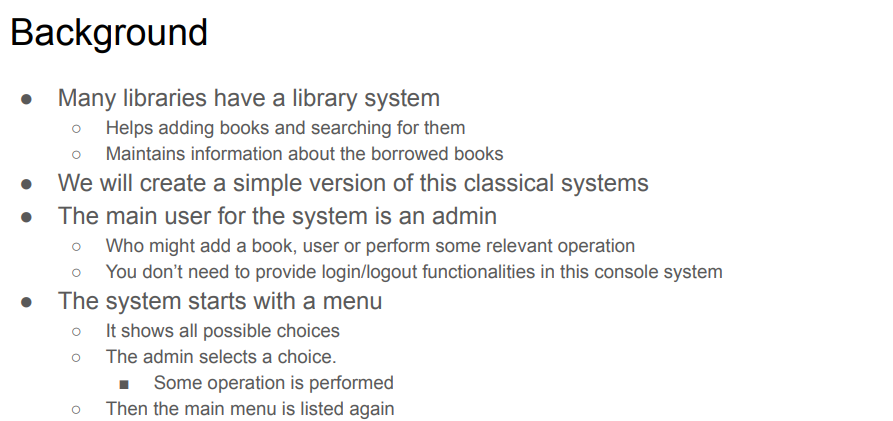 Background
● Many libraries have a library system
○ Helps adding books and searching for them
○ Maintains information about the borrowed books
● We will create a simple version of this classical systems
● The main user for the system is an admin
○ Who might add a book, user or perform some relevant operation
○ You don’t need to provide login/logout functionalities in this console system
● The system starts with a menu
○ It shows all possible choices
○ The admin selects a choice.
■ Some operation is performed
○ Then the main menu is listed again